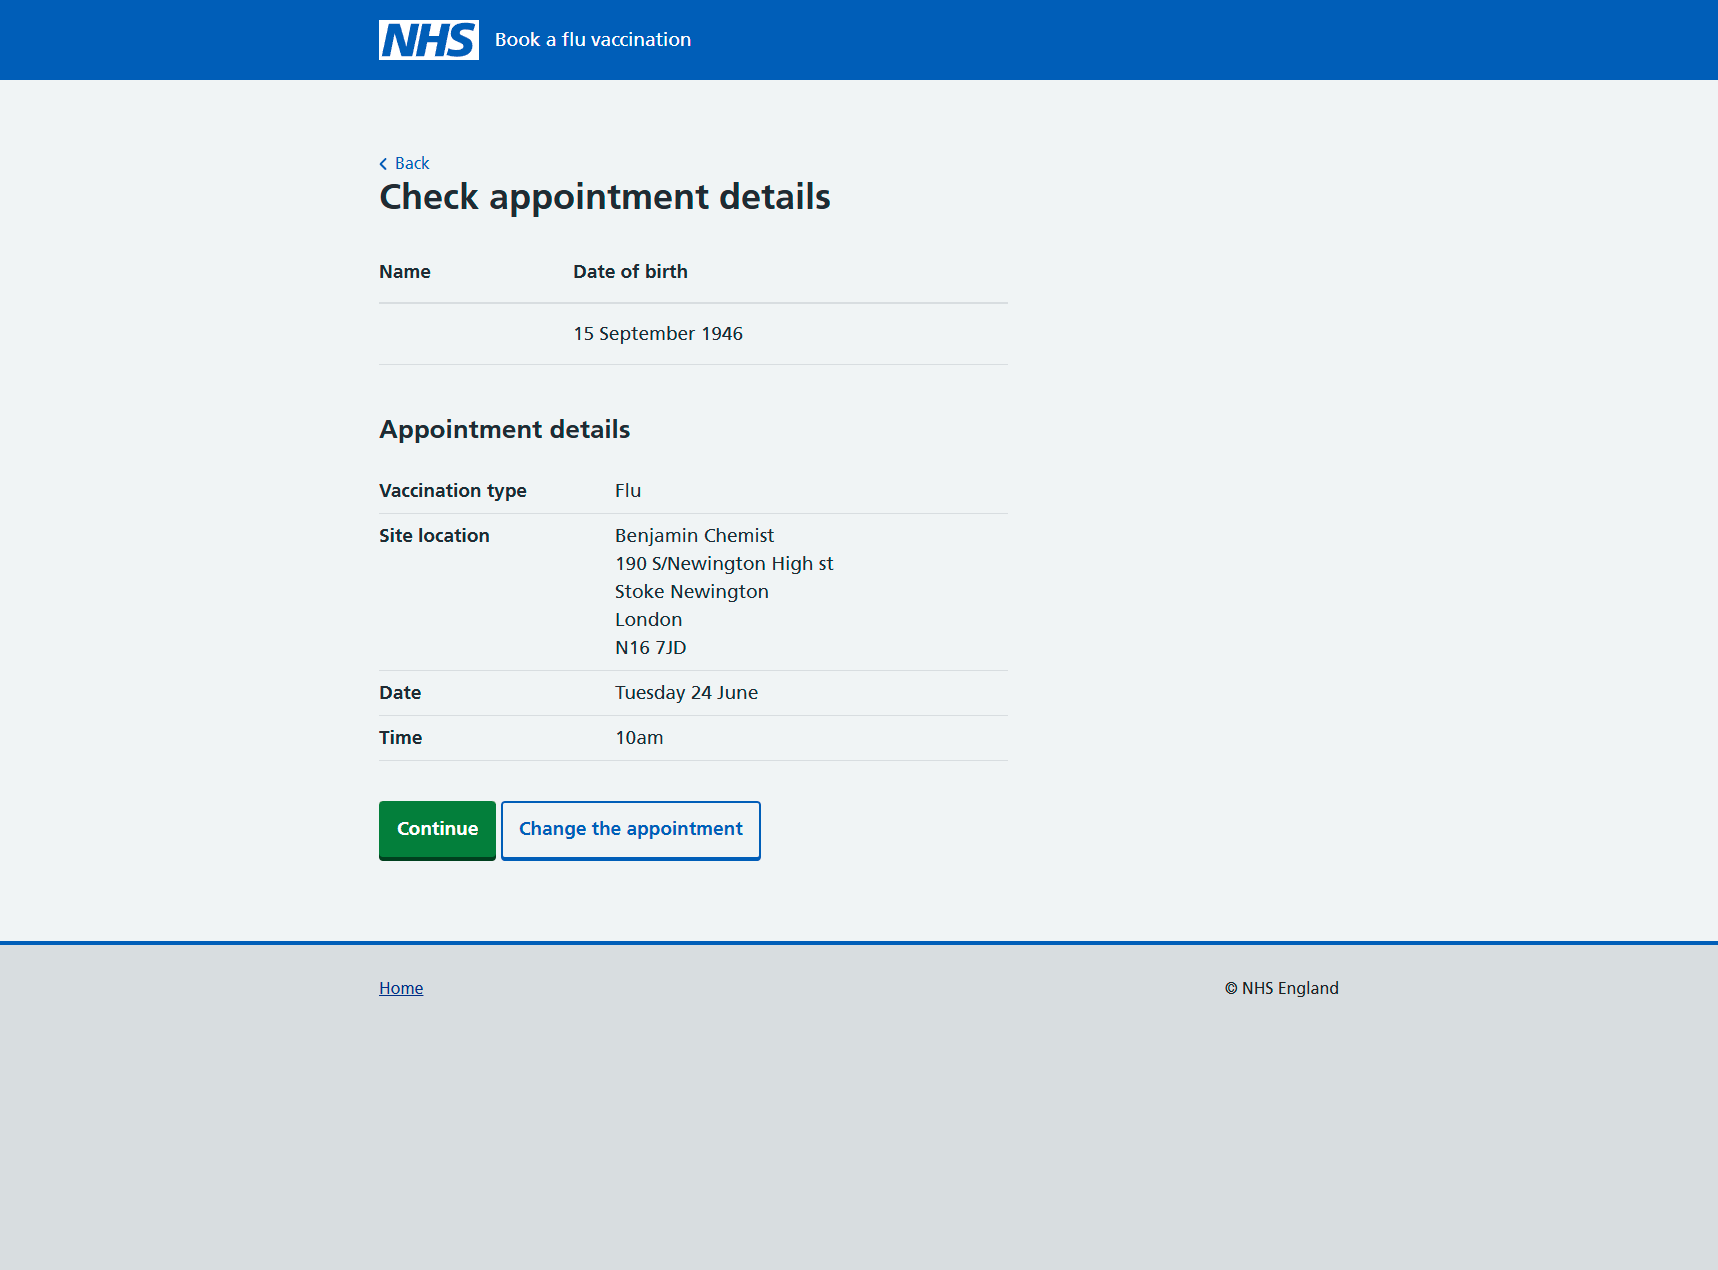 NHS Book a flu vaccination
Back
Check appointment details
Name Date of birth
15 September 1946
Appointment details
Vaccination type Flu
Site location Benjamin Chemist
190 S/Newington High st
Stoke Newington
London
N16 7JD
Date Tuesday 24 June
Time 10am
Continue Change the appointment
Home © NHS England